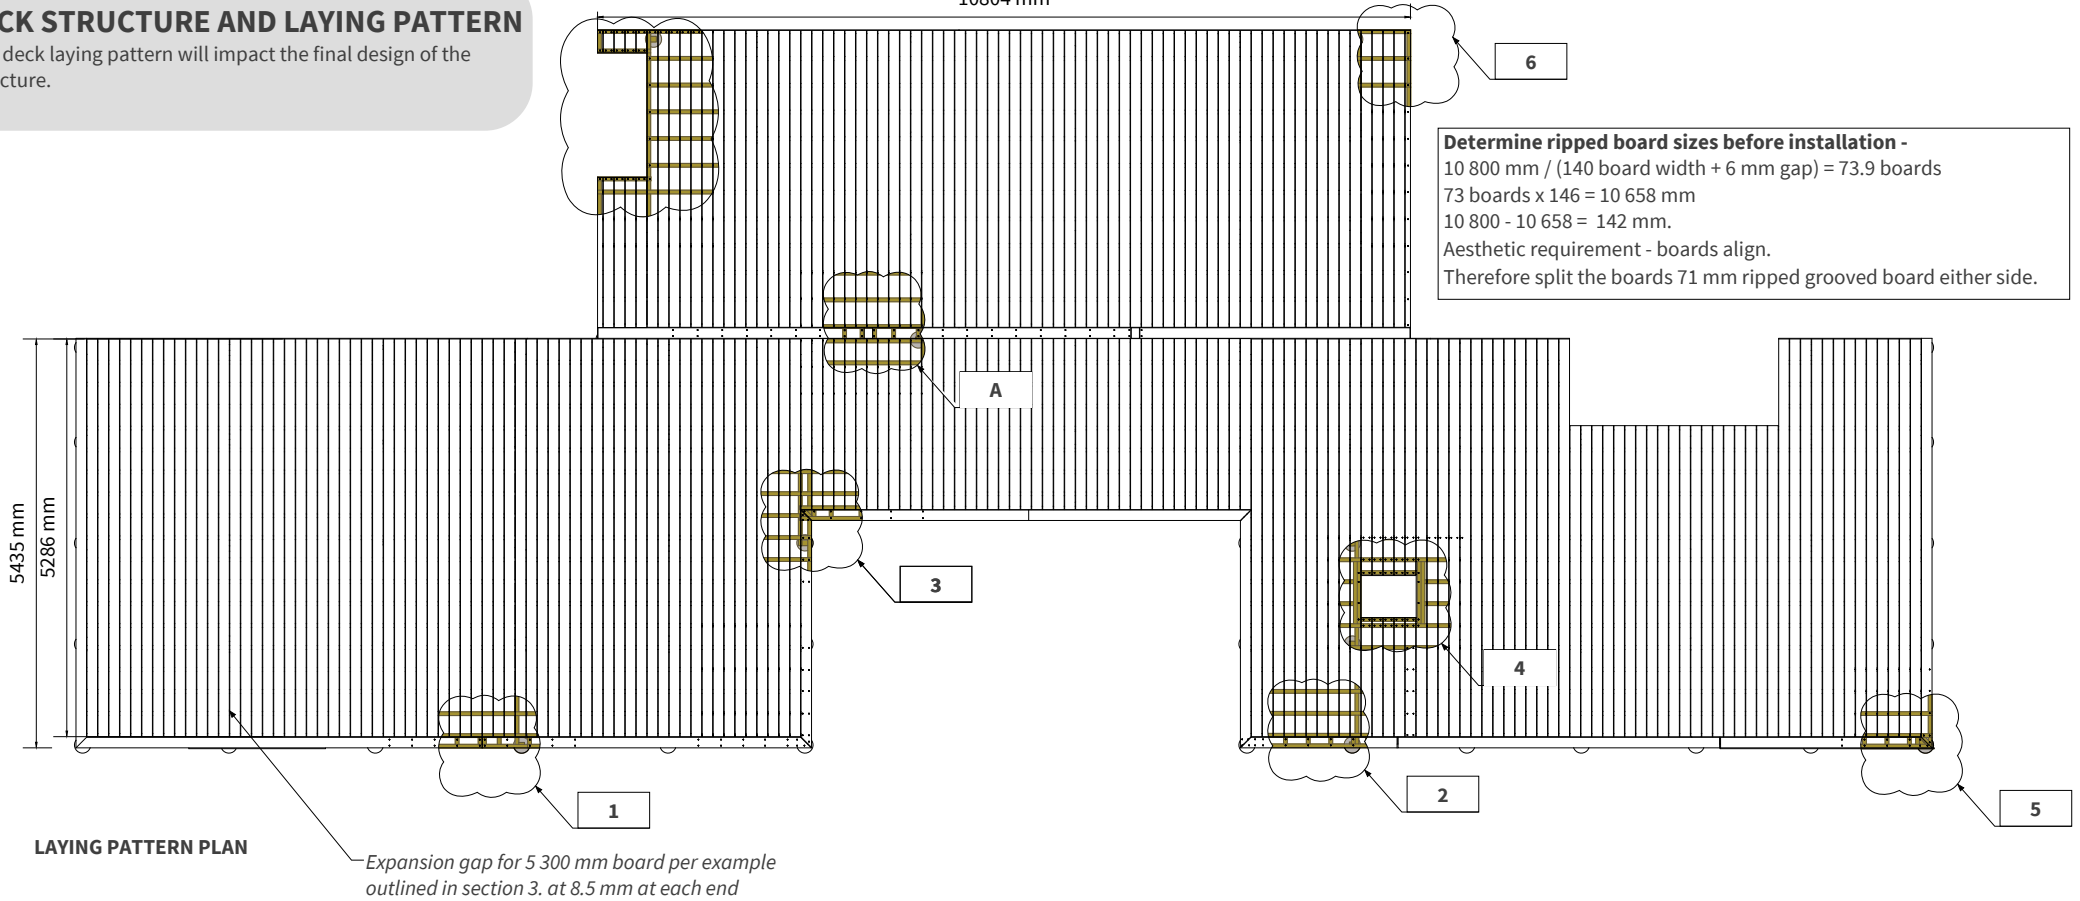 CK STRUCTURE AND LAYING PATTERN
deck laying pattern will impact the final design of the
cture.
10804 mm
6
Determine ripped board sizes before installation -
10 800 mm / (140 board width + 6 mm gap) = 73.9 boards
73 boards x 146 = 10 658 mm
10 800 - 10 658 = 142 mm.
Aesthetic requirement - boards align.
Therefore split the boards 71 mm ripped grooved board either side.
A
5435 mm
5286 mm
3
4
1
2
5
LAYING PATTERN PLAN
Expansion gap for 5 300 mm board per example
outlined in section 3. at 8.5 mm at each end